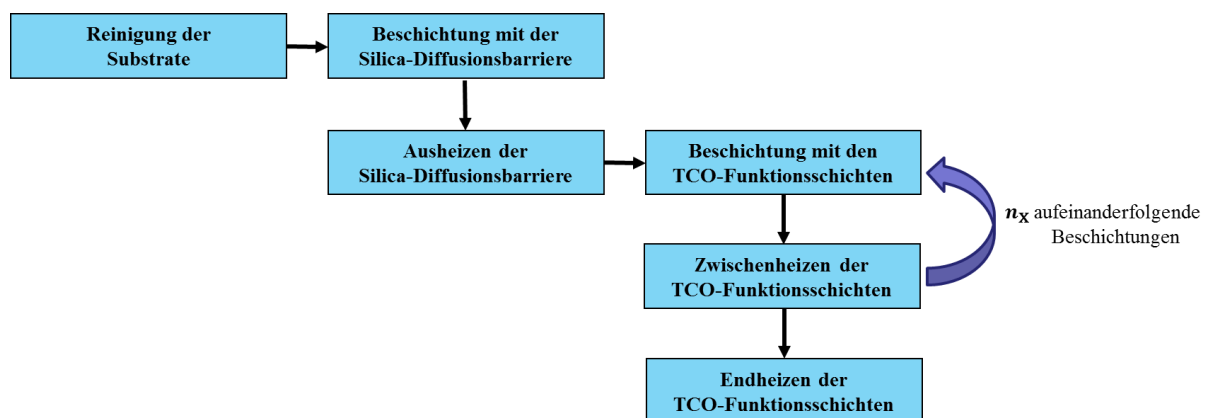 Reinigung der
Substrate
Beschichtung mit der
Silica-Diffusionsbarriere
Ausheizen der
Silica-Diffusionsbarriere
Beschichtung mit den
TCO-Funktionsschichten
n_X aufeinanderfolgende
Beschichtungen
Zwischenheizen der
TCO-Funktionsschichten
Endheizen der
TCO-Funktionsschichten